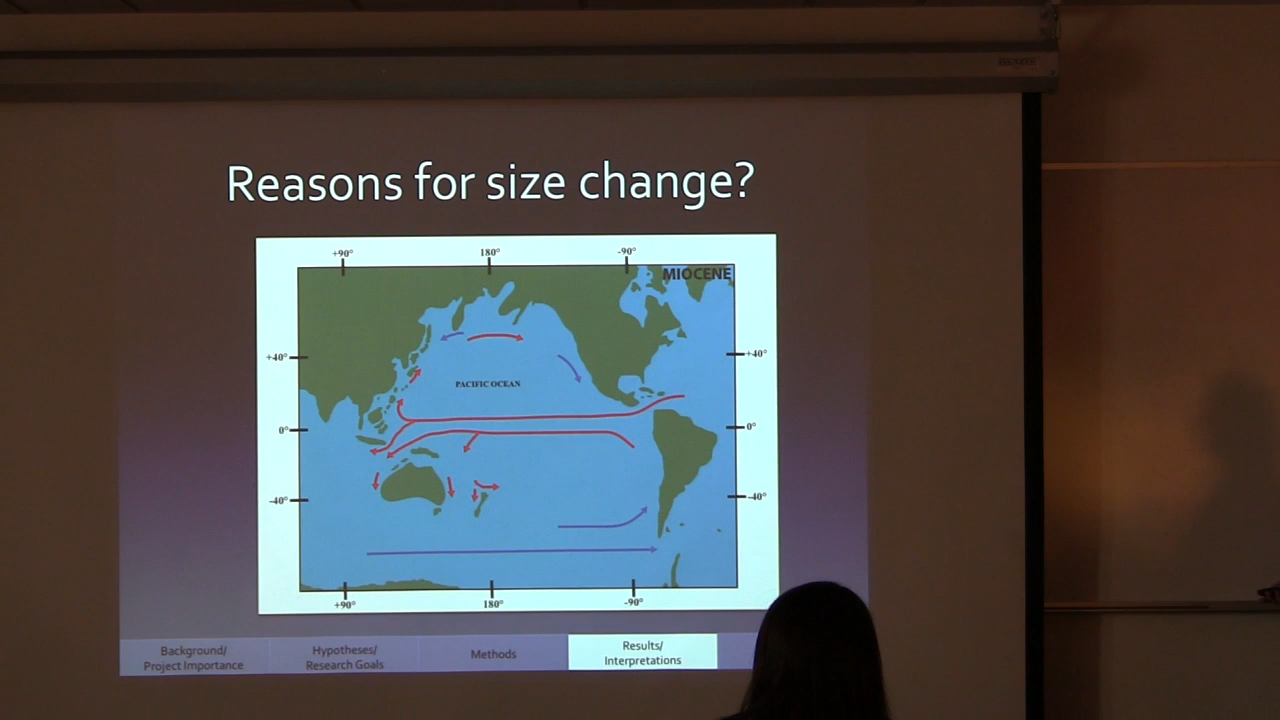 Reasons for size change?
+90°
180°
-90°
MIOCENE
+40°
+40°
PACIFIC OCEAN
0°
0°
-40°
-40°
+90°
180°
-90°
Background/
Project Importance
Hypotheses/
Research Goals
Methods
Results/
Interpretations